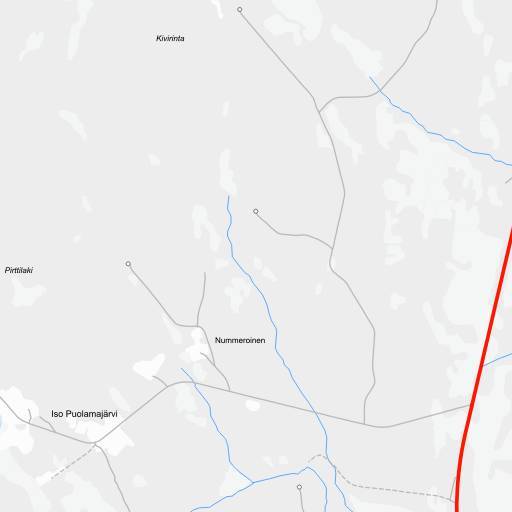 Kivirinta
Pirttilaki
Nummeroinen
Iso Puolamajärvi